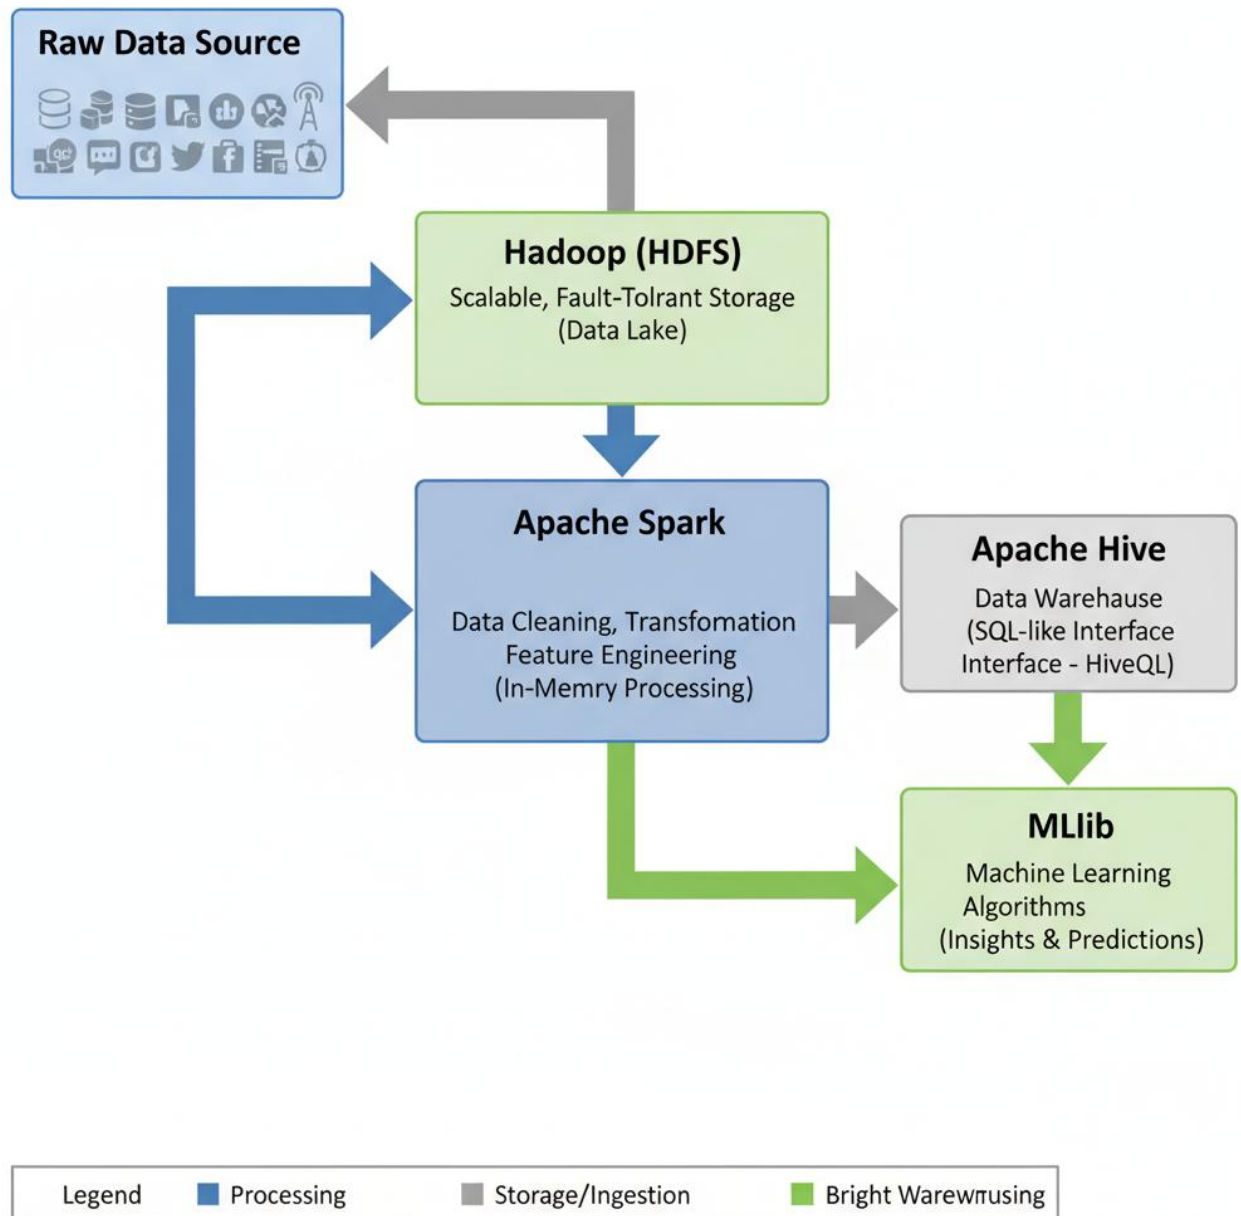 Raw Data Source
Hadoop (HDFS)
Scalable, Fault-Tolrant Storage
(Data Lake)
Apache Spark
Data Cleaning, Transfomation
Feature Engineering
(In-Memry Processing)
Apache Hive
Data Warehause
(SQL-like Interface
Interface - HiveQL)
MLlib
Machine Learning
Algorithms
(Insights & Predictions)
Legend
Processing
Storage/Ingestion
Bright